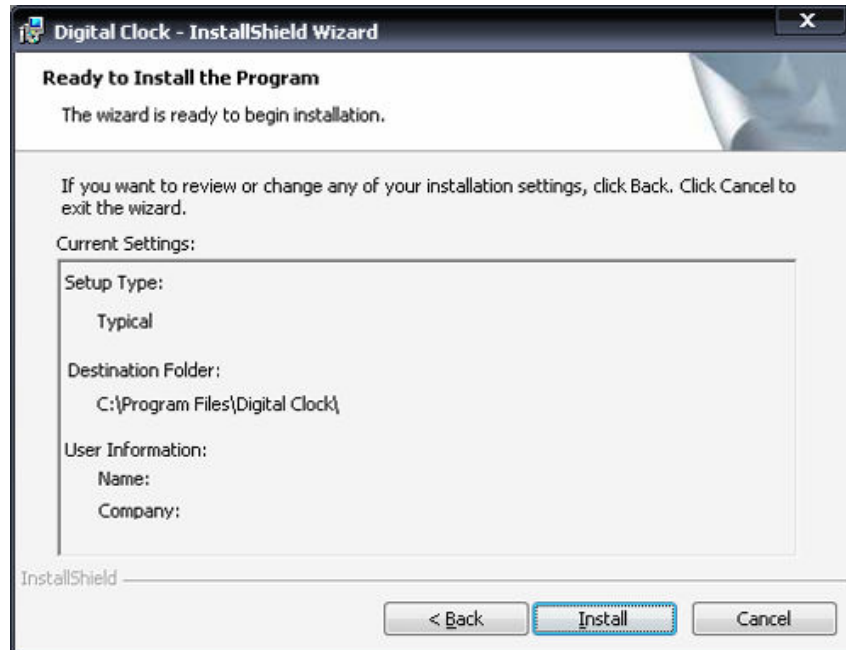 Digital Clock - InstallShield Wizard
X
Ready to Install the Program
The wizard is ready to begin installation.
If you want to review or change any of your installation settings, click Back. Click Cancel to
exit the wizard.
Current Settings:
Setup Type:
Typical
Destination Folder:
C:\Program Files\Digital Clock\
User Information:
Name:
Company:
InstallShield
< Back
Install
Cancel